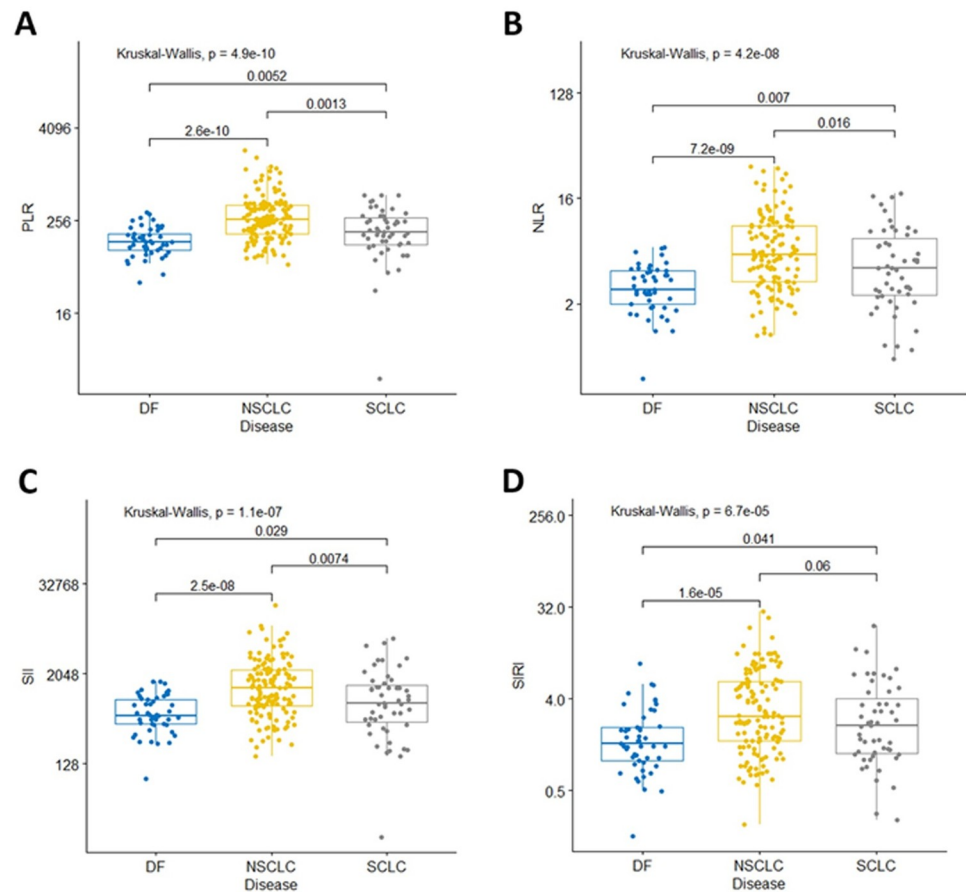 A
Kruskal-Wallis, p = 4.9e-10
0.0052
0.0013
2.6e-10
4096
256
16
PLR
DF NSCLC SCLC
Disease
B
Kruskal-Wallis, p = 4.2e-08
128
0.007
0.016
7.2e-09
16
2
NLR
DF NSCLC SCLC
Disease
C
Kruskal-Wallis, p = 1.1e-07
0.029
0.0074
2.5e-08
32768
2048
128
SII
DF NSCLC SCLC
Disease
D
256.0
Kruskal-Wallis, p = 6.7e-05
0.041
0.06
1.6e-05
32.0
4.0
0.5
SIRI
DF NSCLC SCLC
Disease